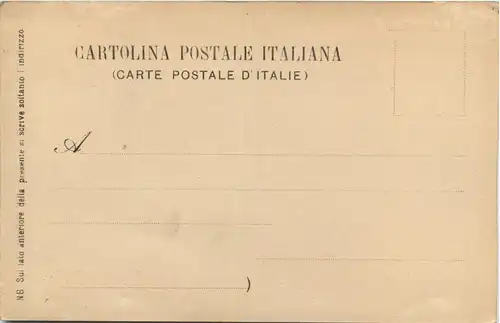 CARTOLINA POSTALE ITALIANA
(CARTE POSTALE D'ITALIE)
A
)
NB Sul lato anteriore della presente si scrive soltanto l indirizzo